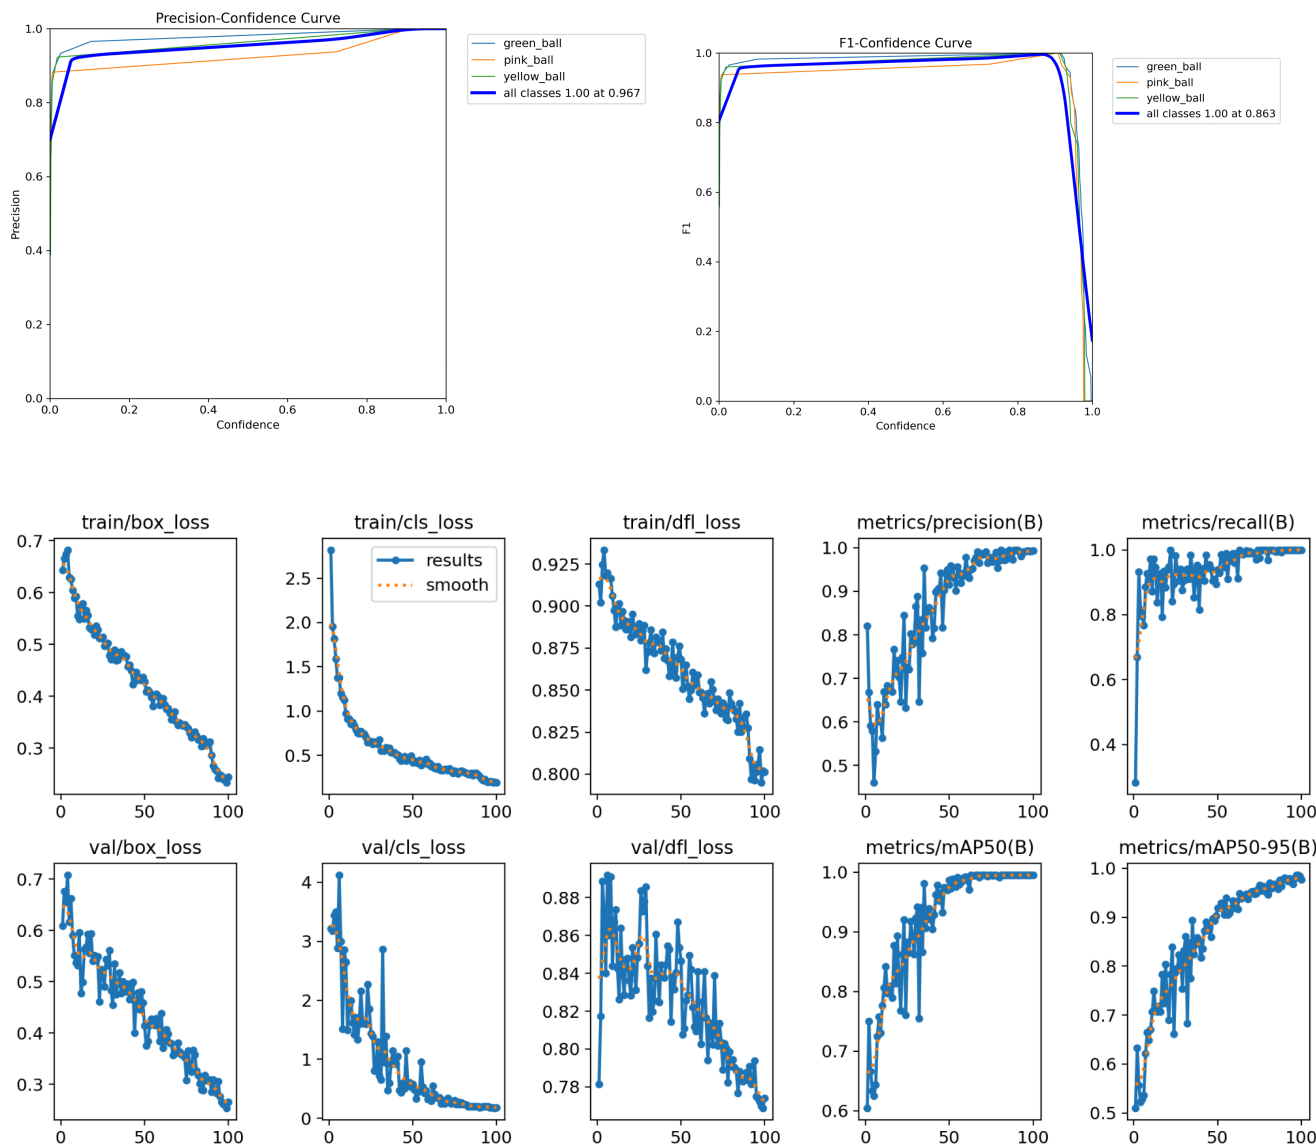 Precision-Confidence Curve
1.0
0.8
0.6
0.4
0.2
0.0
Precision
0.0 0.2 0.4 0.6 0.8 1.0
Confidence
green_ball
pink_ball
yellow_ball
all classes 1.00 at 0.967
F1-Confidence Curve
1.0
0.8
0.6
0.4
0.2
0.0
F1
0.0 0.2 0.4 0.6 0.8 1.0
Confidence
green_ball
pink_ball
yellow_ball
all classes 1.00 at 0.863
train/box_loss
0.7
0.6
0.5
0.4
0.3
0 50 100
train/cls_loss
results
smooth
2.5
2.0
1.5
1.0
0.5
0 50 100
train/dfl_loss
0.925
0.900
0.875
0.850
0.825
0.800
0 50 100
metrics/precision(B)
1.0
0.9
0.8
0.7
0.6
0.5
0 50 100
metrics/recall(B)
1.0
0.8
0.6
0.4
0 50 100
val/box_loss
0.7
0.6
0.5
0.4
0.3
0 50 100
val/cls_loss
4
3
2
1
0
0 50 100
val/dfl_loss
0.88
0.86
0.84
0.82
0.80
0.78
0 50 100
metrics/mAP50(B)
1.0
0.9
0.8
0.7
0.6
0 50 100
metrics/mAP50-95(B)
1.0
0.9
0.8
0.7
0.6
0.5
0 50 100